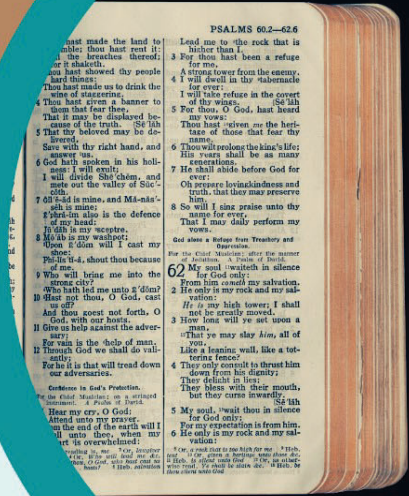 PSALMS 60.2—62.6
hast made the land to
thou hast rent it:
the breaches thereof;
it shaketh.
hast showed thy people
hard things:
Thou hast made us to drink the
wine of staggering.
4 Thou hast given a banner to
them that fear thee,
That it may be displayed be-
cause of the truth. [Sē´läh
5 That thy beloved may be de-
livered,
Save with thy right hand, and
answer us.
6 God hath spoken in his holi-
ness: I will exult;
I will divide Shē´chĕm, and
mete out the valley of Sŭc´-
cŏth.
7 Gĭl´ĕ-ăd is mine, and Má-năs´-
sĕh is mine;
Ē´phrȧ-ĭm also is the defence
of my head;
Jū´dȧh is my sceptre.
8 Mō´ăb is my washpot;
Upon Ē´dŏm will I cast my
shoe:
Phĭ-lĭs´tĭ-ȧ, shout thou because
of me.
9 Who will bring me into the
strong city?
Who hath led me unto Ē´dŏm?
10 Hast not thou, O God, cast
us off?
And thou goest not forth, O
God, with our hosts.
11 Give us help against the adver-
sary;
For vain is the help of man.
12 Through God we shall do vali-
antly;
For he it is that will tread down
our adversaries.
Confidence in God's Protection.
For the Chief Musician; on a stringed
instrument. A Psalm of David.
Hear my cry, O God;
Attend unto my prayer.
the end of the earth will I
unto thee, when my
is overwhelmed:
Lead me to the rock that is
higher than I.
3 For thou hast been a refuge
for me,
A strong tower from the enemy.
4 I will dwell in thy tabernacle
for ever:
I will take refuge in the covert
of thy wings. [Sē´läh
5 For thou, O God, hast heard
my vows:
Thou hast given me the heri-
tage of those that fear thy
name.
6 Thou wilt prolong the king's life;
His years shall be as many
generations.
7 He shall abide before God for
ever:
Oh prepare lovingkindness and
truth, that they may preserve
him.
8 So will I sing praise unto thy
name for ever,
That I may daily perform my
vows.
God alone a Refuge from Treachery and
Oppression.
For the Chief Musician; after the manner
of Jeduthun. A Psalm of David.
62 My soul waiteth in silence
for God only:
From him cometh my salvation.
2 He only is my rock and my sal-
vation:
He is my high tower; I shall
not be greatly moved.
3 How long will ye set upon a
man,
That ye may slay him, all of
you,
Like a leaning wall, like a tot-
tering fence?
4 They only consult to thrust him
down from his dignity;
They delight in lies;
They bless with their mouth,
but they curse inwardly.
[Sē´läh
5 My soul, wait thou in silence
for God only;
For my expectation is from him.
6 He only is my rock and my sal-
vation: